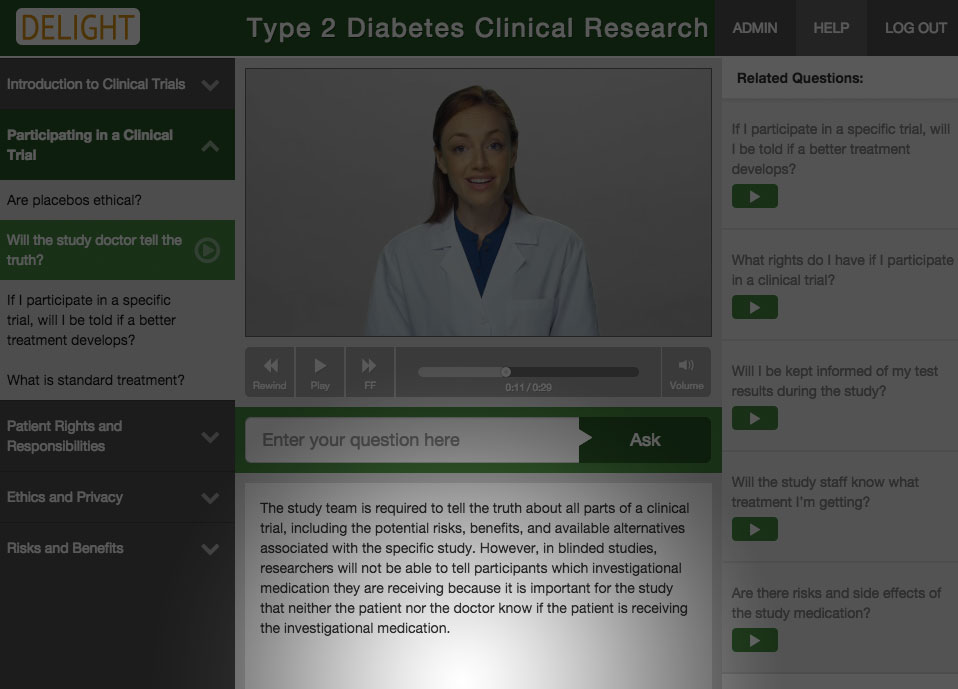 DELIGHT
Type 2 Diabetes Clinical Research
ADMIN
HELP
LOG OUT
Introduction to Clinical Trials
Participating In a Clinical
Trial
Are placebos ethical?
Will the study doctor tell the
truth?
If I participate in a specific
trial, will I be told if a better
treatment develops?
What is standard treatment?
Patient Rights and
Responsibilities
Ethics and Privacy
Risks and Benefits
Rewind
Play
FF
0:11 / 0:29
Volume
Enter your question here
Ask
The study team is required to tell the truth about all parts of a clinical
trial, including the potential risks, benefits, and available alternatives
associated with the specific study. However, in blinded studies,
researchers will not be able to tell participants which investigational
medication they are receiving because it is important for the study
that neither the patient nor the doctor know if the patient is receiving
the investigational medication.
Related Questions:
If I participate in a specific trial, will
I be told if a better treatment
develops?
What rights do I have if I participate
in a clinical trial?
Will I be kept informed of my test
results during the study?
Will the study staff know what
treatment I'm getting?
Are there risks and side effects of
the study medication?